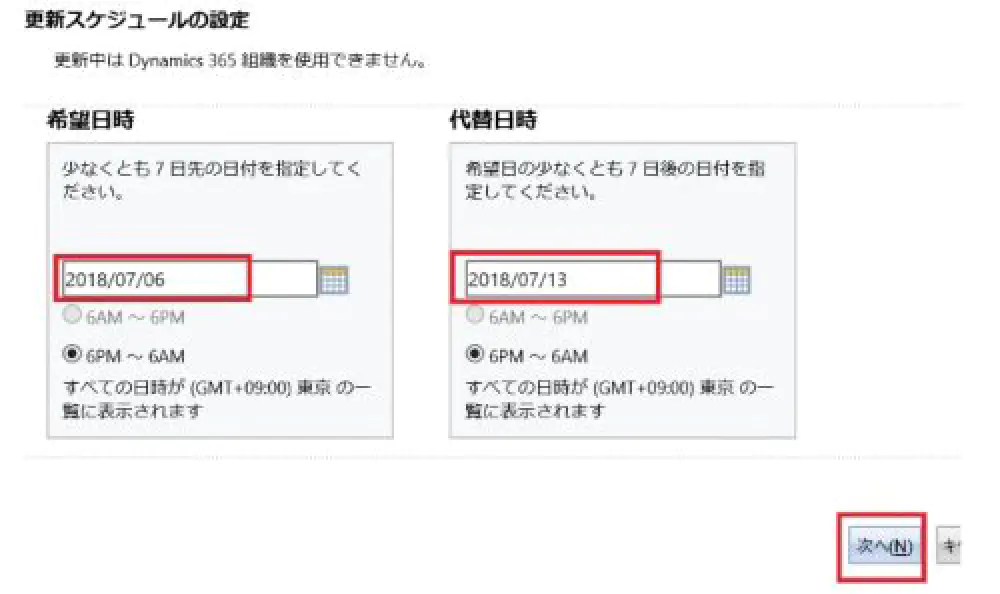 更新スケジュールの設定
更新中は Dynamics 365 組織を使用できません。
希望日時
少なくとも 7 日先の日付を指定してく
ださい。
2018/07/06
6AM ～ 6PM
6PM ～ 6AM
すべての日時が (GMT+09:00) 東京 の一
覧に表示されます
代替日時
希望日の少なくとも 7 日後の日付を指
定してください。
2018/07/13
6AM ～ 6PM
6PM ～ 6AM
すべての日時が (GMT+09:00) 東京 の一
覧に表示されます
次へ(N)
キ